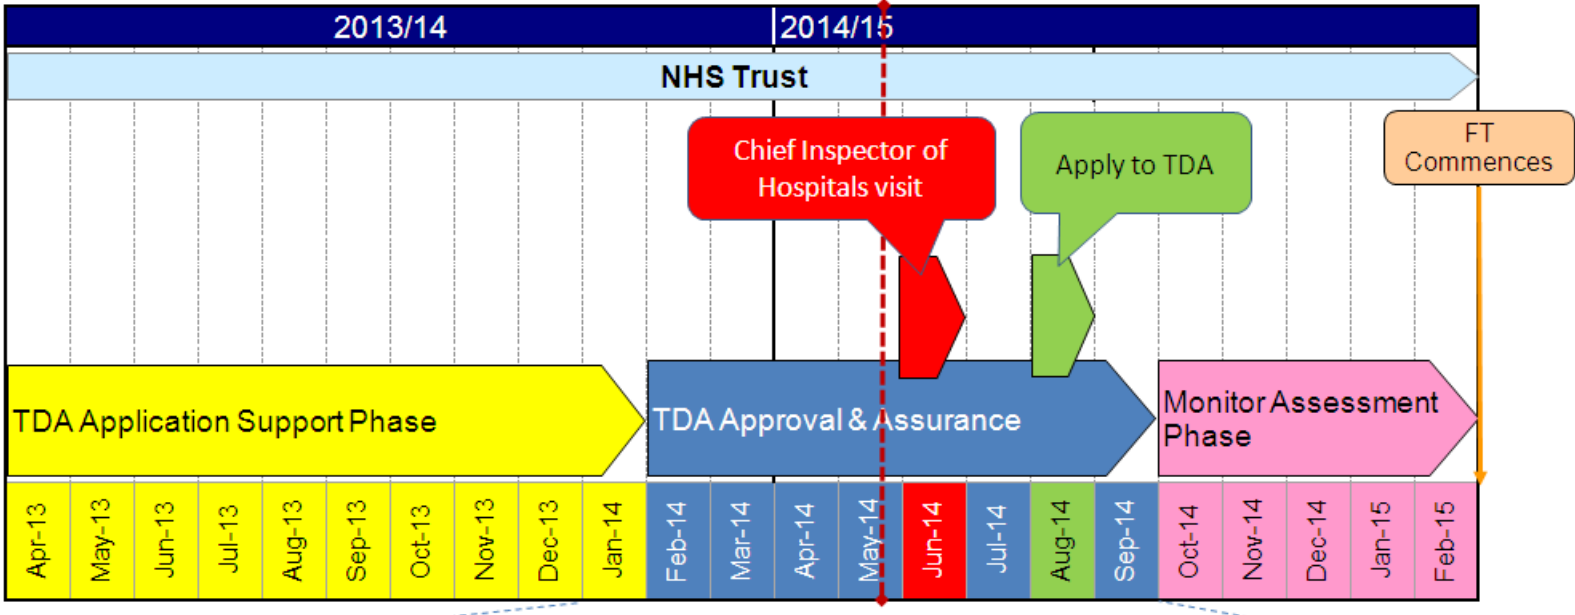 2013/14
2014/15
NHS Trust
Chief Inspector of
Hospitals visit
Apply to TDA
FT
Commences
TDA Application Support Phase
TDA Approval & Assurance
Monitor Assessment
Phase
Apr-13
May-13
Jun-13
Jul-13
Aug-13
Sep-13
Oct-13
Nov-13
Dec-13
Jan-14
Feb-14
Mar-14
Apr-14
May-14
Jun-14
Jul-14
Aug-14
Sep-14
Oct-14
Nov-14
Dec-14
Jan-15
Feb-15